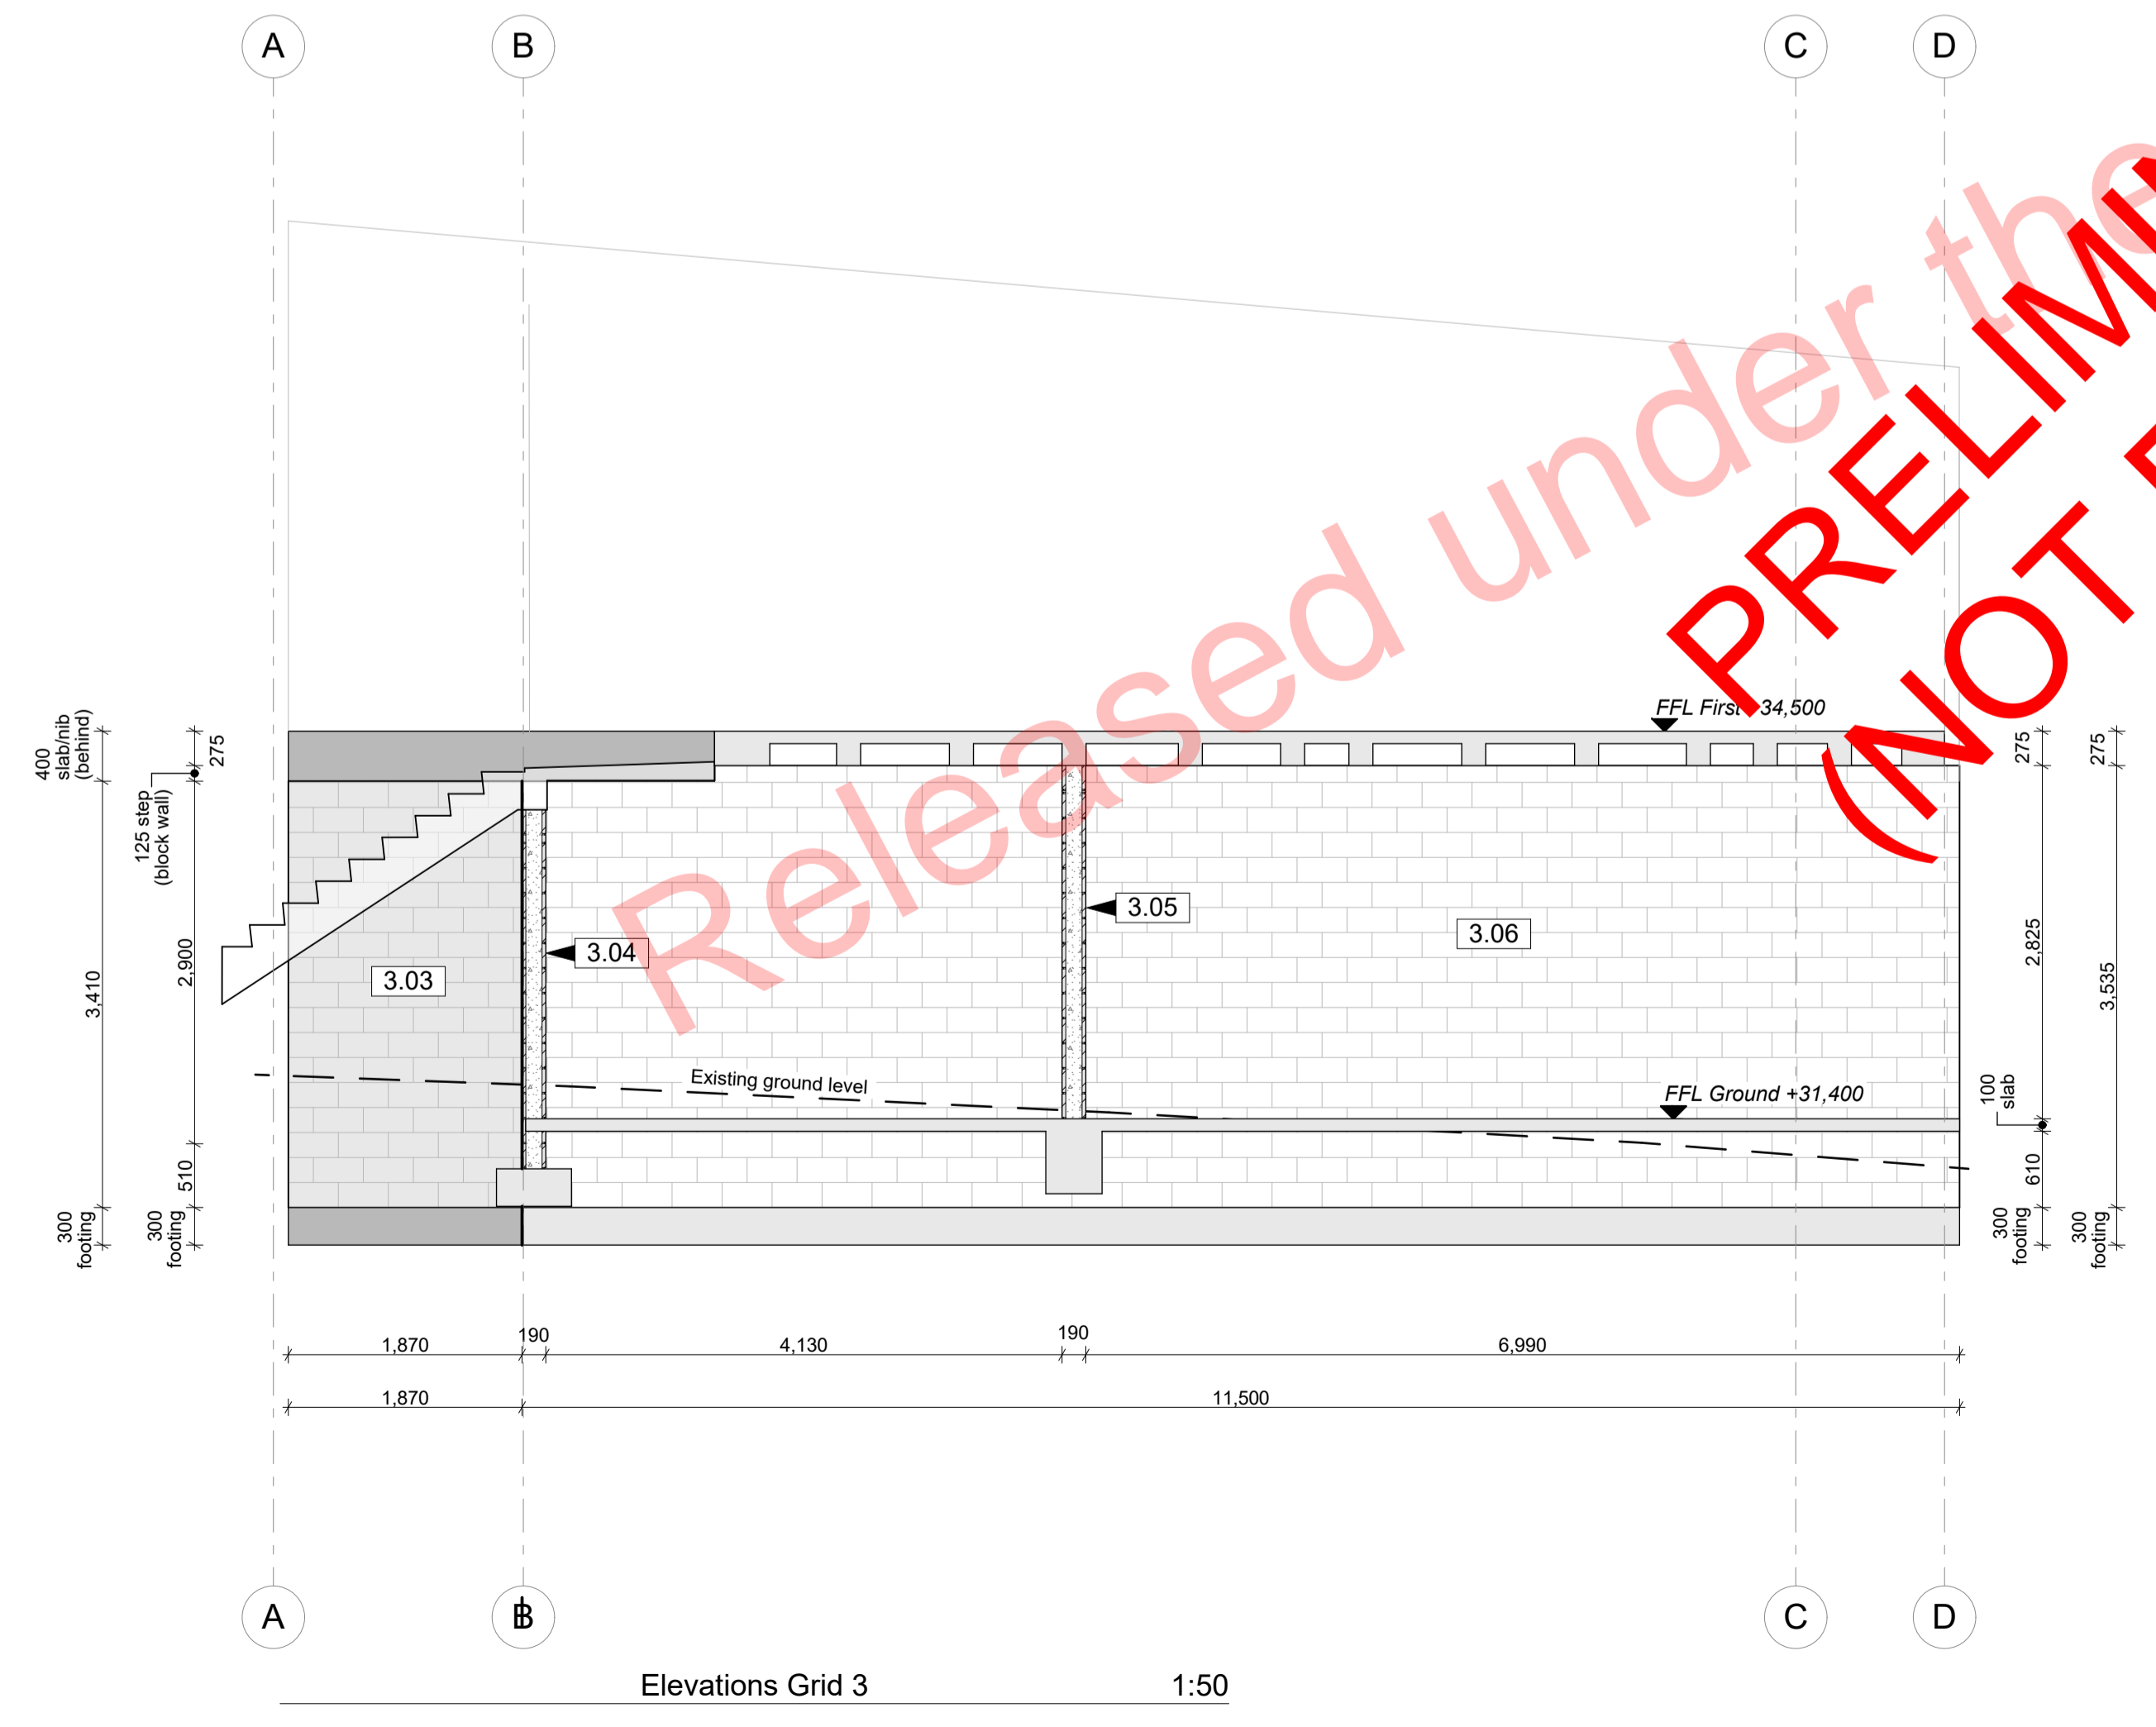 A B C D
Released under the
PRELIM
(NOT
FFL First +34,500
400
slab/nib
(behind)
275
125 step
(block wall)
275
275
3.05
3.06
3.04
3.03
2,900
3,410
2,825
3,535
Existing ground level
FFL Ground +31,400
100
slab
510
610
300
footing
300
footing
300
footing
300
footing
1,870 190 4,130 190 6,990
1,870 11,500
A B C D
Elevations Grid 3 1:50